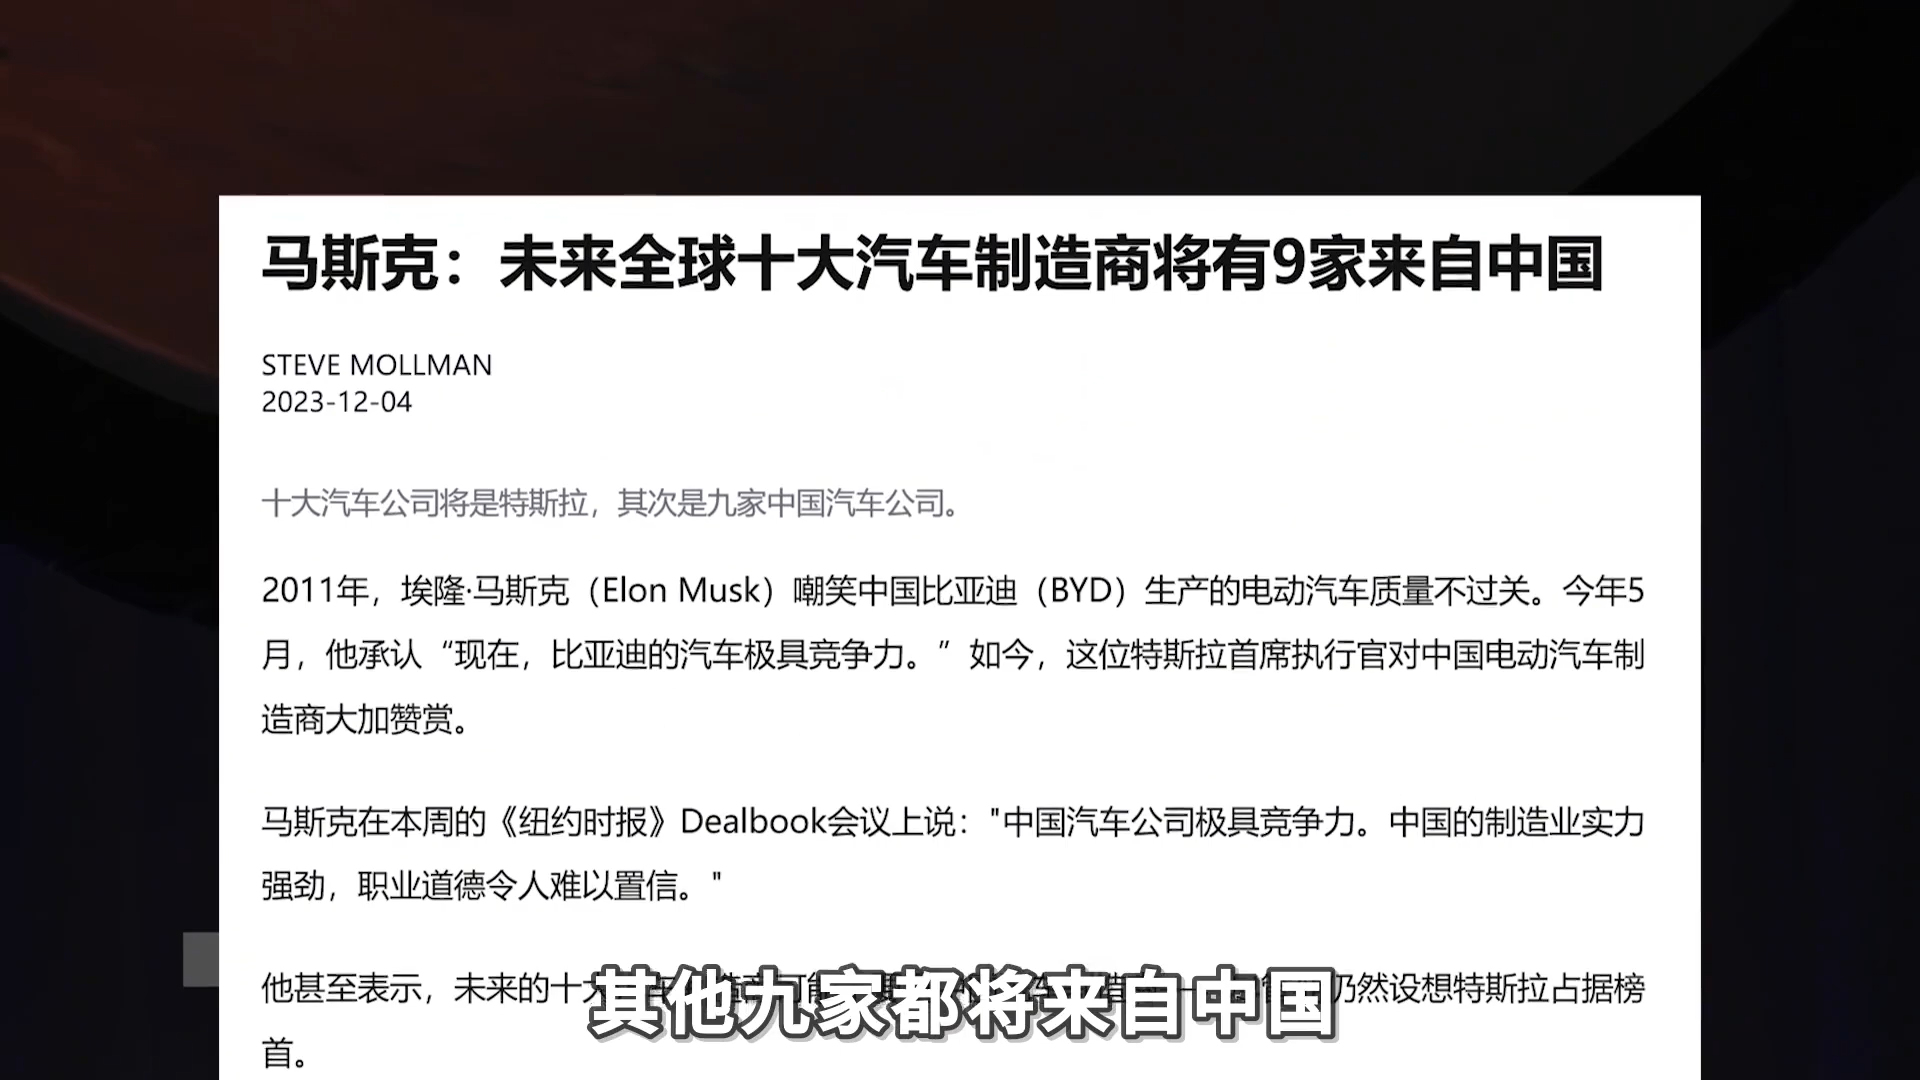 马斯克：未来全球十大汽车制造商将有9家来自中国
STEVE MOLLMAN
2023-12-04
十大汽车公司将是特斯拉，其次是九家中国汽车公司。
2011年，埃隆·马斯克（Elon Musk）嘲笑中国比亚迪（BYD）生产的电动汽车质量不过关。今年5
月，他承认“现在，比亚迪的汽车极具竞争力。”如今，这位特斯拉首席执行官对中国电动汽车制
造商大加赞赏。
马斯克在本周的《纽约时报》Dealbook会议上说："中国汽车公司极具竞争力。中国的制造业实力
强劲，职业道德令人难以置信。"
他甚至表示，未来的十大 仍然设想特斯拉占据榜
首。
其他九家都将来自中国